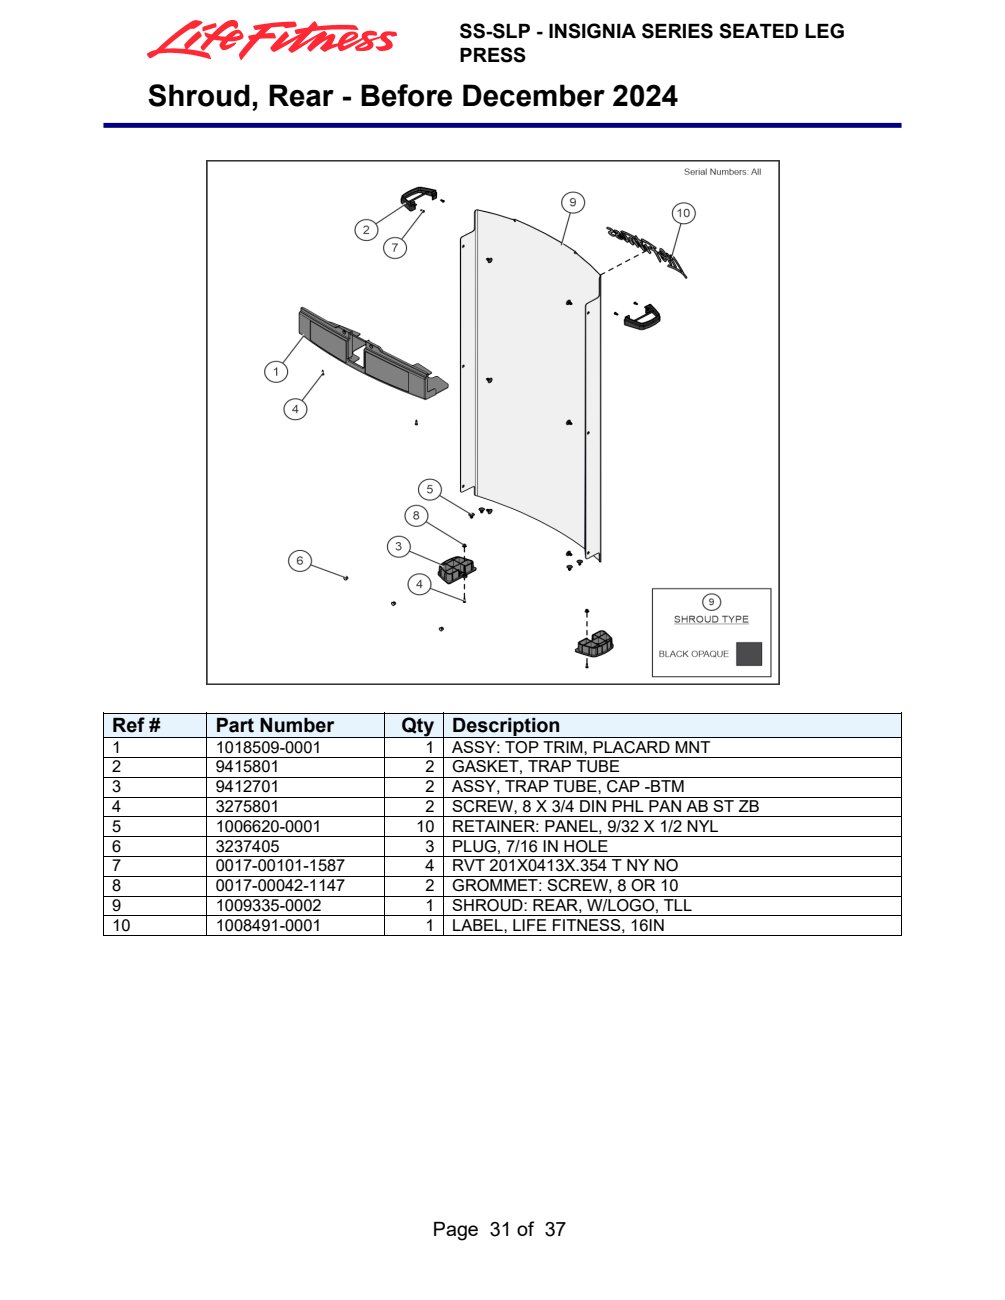 Life Fitness
SS-SLP - INSIGNIA SERIES SEATED LEG
PRESS
Shroud, Rear - Before December 2024
Serial Numbers: All
2
7
9
10
1
4
5
8
3
6
4
9
SHROUD TYPE
BLACK OPAQUE
Ref # Part Number Qty Description
1 1018509-0001 1 ASSY: TOP TRIM, PLACARD MNT
2 9415801 2 GASKET, TRAP TUBE
3 9412701 2 ASSY, TRAP TUBE, CAP -BTM
4 3275801 2 SCREW, 8 X 3/4 DIN PHL PAN AB ST ZB
5 1006620-0001 10 RETAINER: PANEL, 9/32 X 1/2 NYL
6 3237405 3 PLUG, 7/16 IN HOLE
7 0017-00101-1587 4 RVT 201X0413X.354 T NY NO
8 0017-00042-1147 2 GROMMET: SCREW, 8 OR 10
9 1009335-0002 1 SHROUD: REAR, W/LOGO, TLL
10 1008491-0001 1 LABEL, LIFE FITNESS, 16IN
Page 31 of 37